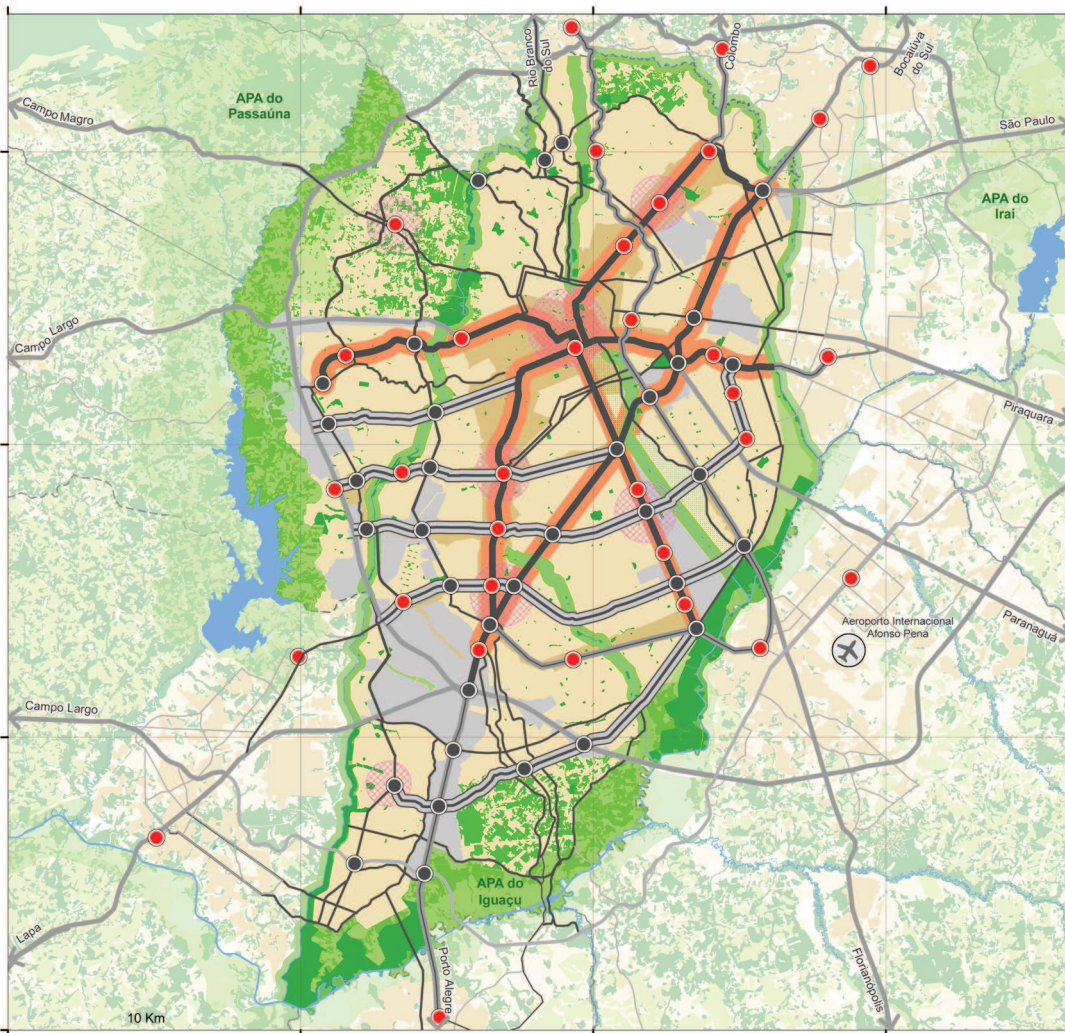 Rio Branco
do Sul
Colombo
Bocaiúva
do Sul
APA do
Passaúna
Campo Magro
São Paulo
APA do
Irai
Campo Largo
Piraquara
Aeroporto Internacional
Afonso Pena
Paranaguá
Campo Largo
APA do
Iguaçu
Lapa
Porto Alegre
Florianópolis
10 Km